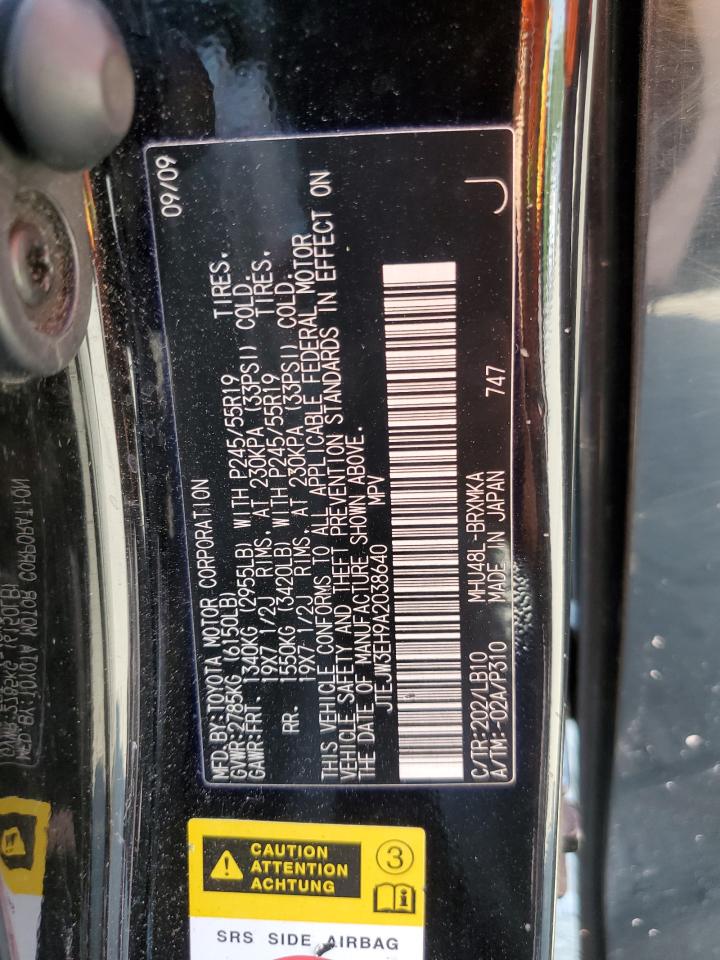 09/09
MFD.BY:TOYOTA MOTOR CORPORATION
GVWR:2785KG (6150LB)
GAWR:FRT. 1340KG (2955LB) WITH P245/55R19 TIRES.
19X7 1/2J RIMS. AT 230KPA (33PSI) COLD.
RR. 1550KG (3420LB) WITH P245/55R19 TIRES.
19X7 1/2J RIMS. AT 230KPA (33PSI) COLD.
THIS VEHICLE CONFORMS TO ALL APPLICABLE FEDERAL MOTOR
VEHICLE SAFETY AND THEFT PREVENTION STANDARDS IN EFFECT ON
THE DATE OF MANUFACTURE SHOWN ABOVE.
JTEJW3EH9A2038640 MPV
C/TR:202/LB10 MHU48L-BRXMKA 747 J
A/TM:-02A/P310 MADE IN JAPAN
CAUTION
ATTENTION
ACHTUNG
3
SRS SIDE AIRBAG